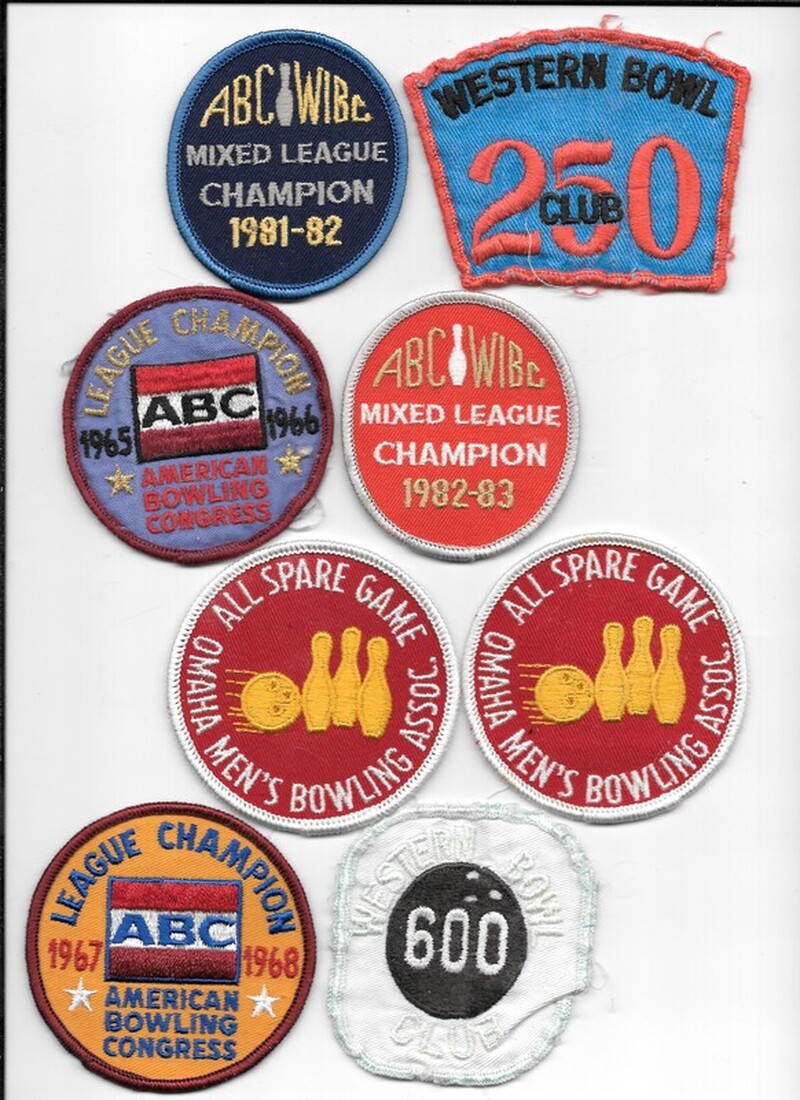 ABC WIBC
MIXED LEAGUE
CHAMPION
1981-82
WESTERN BOWL
250
CLUB
LEAGUE CHAMPION
ABC
1965 1966
AMERICAN
BOWLING
CONGRESS
ABC WIBC
MIXED LEAGUE
CHAMPION
1982-83
ALL SPARE GAME
OMAHA MEN'S BOWLING ASSOC.
ALL SPARE GAME
OMAHA MEN'S BOWLING ASSOC.
LEAGUE CHAMPION
ABC
1967 1968
AMERICAN
BOWLING
CONGRESS
WESTERN BOWL
600
CLUB